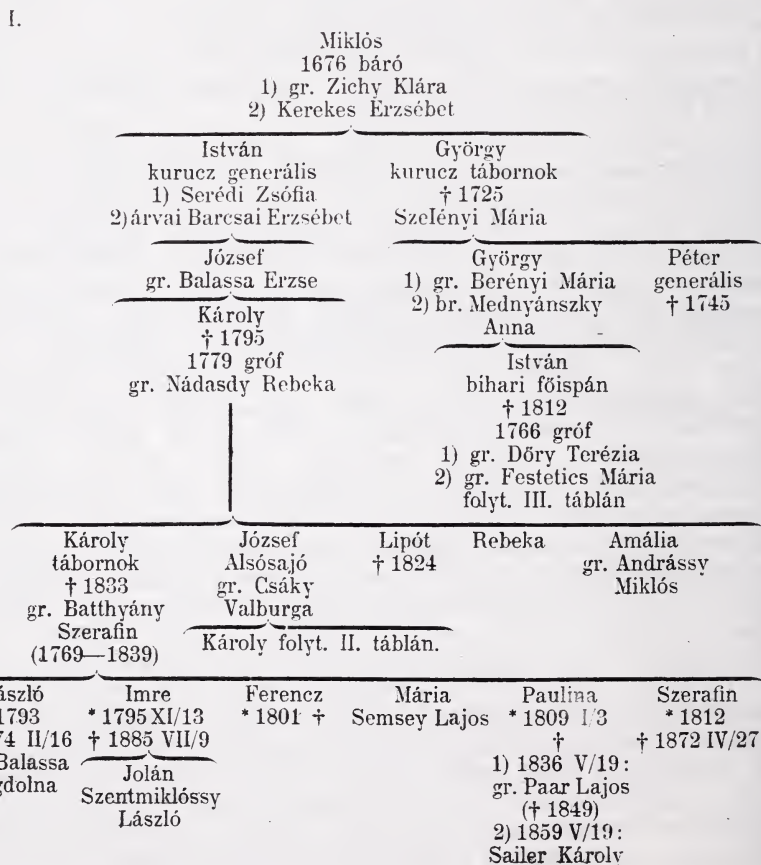 I.
Miklós
1676 báró
1) gr. Zichy Klára
2) Kerekes Erzsébet
István
kurucz generális
1) Serédi Zsófia
2) árvai Barcsai Erzsébet
György
kurucz tábornok
† 1725
Szelényi Mária
József
gr. Balassa Erzse
György
1) gr. Berényi Mária
2) br. Mednyánszky
Anna
Péter
generális
† 1745
Károly
† 1795
1779 gróf
gr. Nádasdy Rebeka
István
bihari főispán
† 1812
1766 gróf
1) gr. Dőry Terézia
2) gr. Festetics Mária
folyt. III. táblán
Károly
tábornok
† 1833
gr. Batthyány
Szerafin
(1769—1839)
József
Alsósajó
gr. Csáky
Valburga
Károly folyt. II. táblán.
Lipót
† 1824
Rebeka
Amália
gr. Andrássy
Miklós
ászló
1793
74 II/16
Balassa
gdolna
Imre
* 1795 XI/13
† 1885 VII/9
Jolán
Szentmiklóssy
László
Ferencz
* 1801 †
Mária
Semsey Lajos
Paulina
* 1809 I/3
†
1) 1836 V/19:
gr. Paar Lajos
(† 1849)
2) 1859 V/19:
Sailer Károly
Szerafin
* 1812
† 1872 IV/27